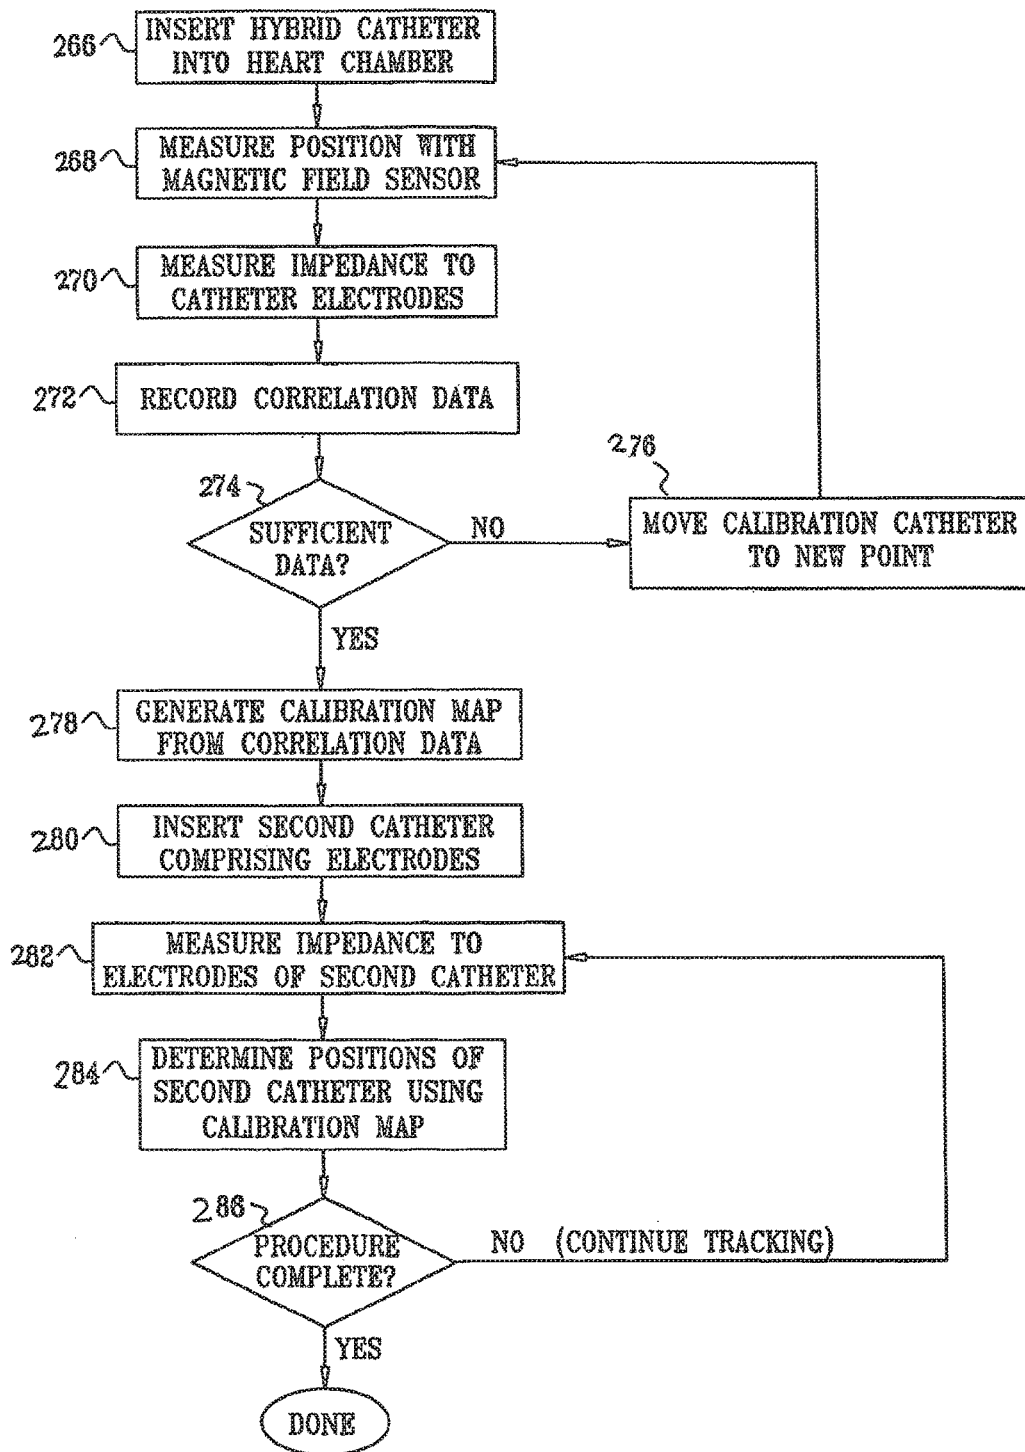 266
INSERT HYBRID CATHETER
INTO HEART CHAMBER
268
MEASURE POSITION WITH
MAGNETIC FIELD SENSOR
270
MEASURE IMPEDANCE TO
CATHETER ELECTRODES
272
RECORD CORRELATION DATA
274
SUFFICIENT
DATA?
NO
276
MOVE CALIBRATION CATHETER
TO NEW POINT
YES
278
GENERATE CALIBRATION MAP
FROM CORRELATION DATA
280
INSERT SECOND CATHETER
COMPRISING ELECTRODES
282
MEASURE IMPEDANCE TO
ELECTRODES OF SECOND CATHETER
284
DETERMINE POSITIONS OF
SECOND CATHETER USING
CALIBRATION MAP
286
PROCEDURE
COMPLETE?
NO (CONTINUE TRACKING)
YES
DONE